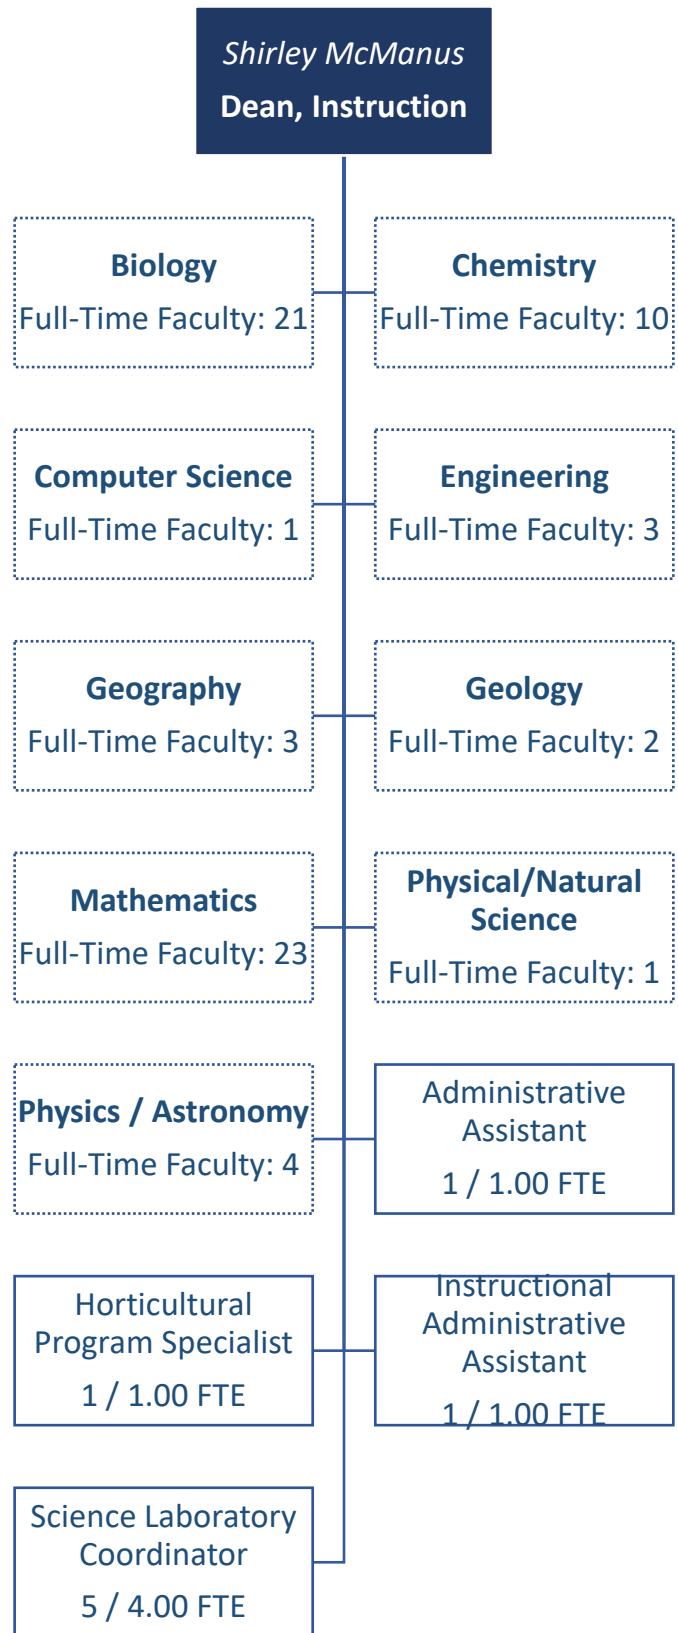 Shirley McManus
Dean, Instruction
Biology
Full-Time Faculty: 21
Chemistry
Full-Time Faculty: 10
Computer Science
Full-Time Faculty: 1
Engineering
Full-Time Faculty: 3
Geography
Full-Time Faculty: 3
Geology
Full-Time Faculty: 2
Mathematics
Full-Time Faculty: 23
Physical/Natural
Science
Full-Time Faculty: 1
Physics / Astronomy
Full-Time Faculty: 4
Administrative
Assistant
1 / 1.00 FTE
Horticultural
Program Specialist
1 / 1.00 FTE
Instructional
Administrative
Assistant
1 / 1.00 FTE
Science Laboratory
Coordinator
5 / 4.00 FTE